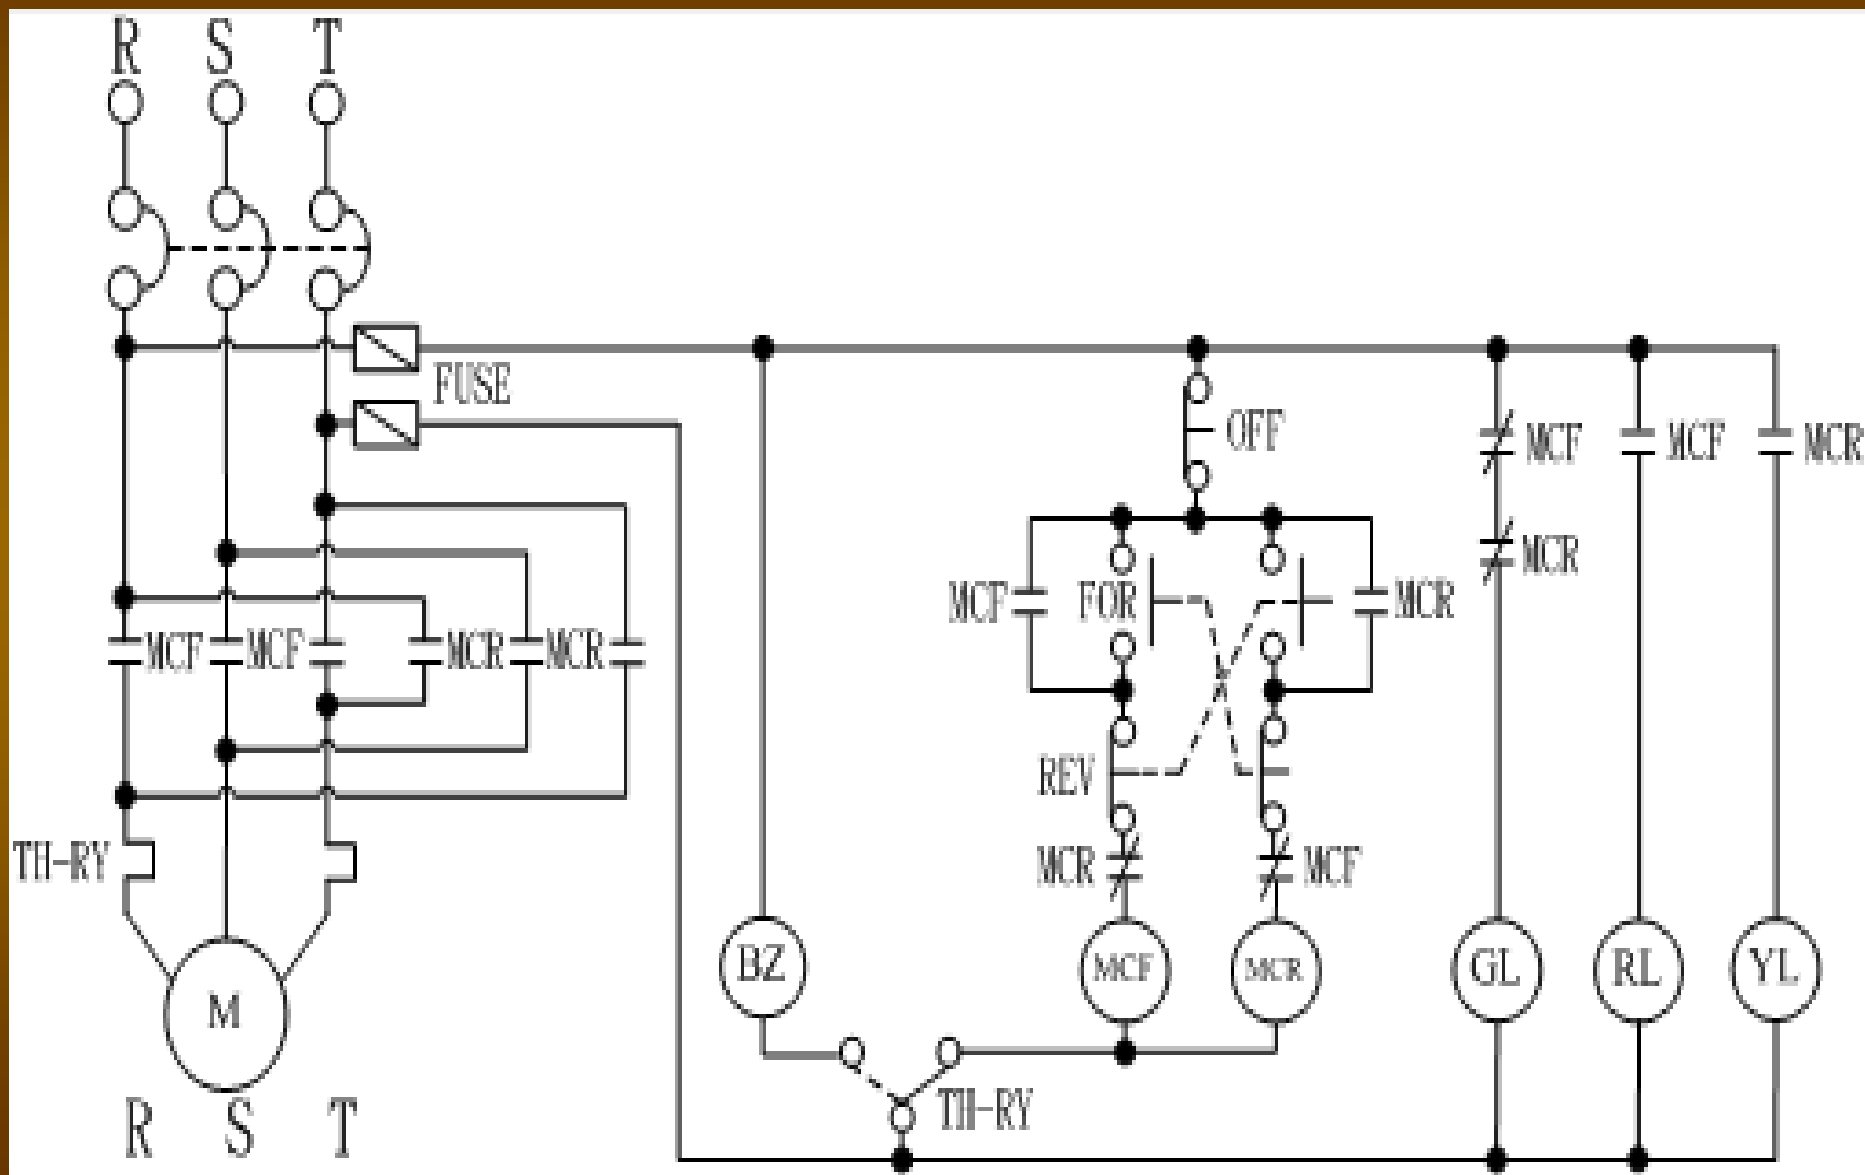 R S T
FUSE
OFF
MCF MCF MCR
MCR
MCF FOR MCR
MCF MCF MCR MCR
REV
TH-RY
MCR MCF
BZ MCF MCR GL RL YL
M
TH-RY
R S T